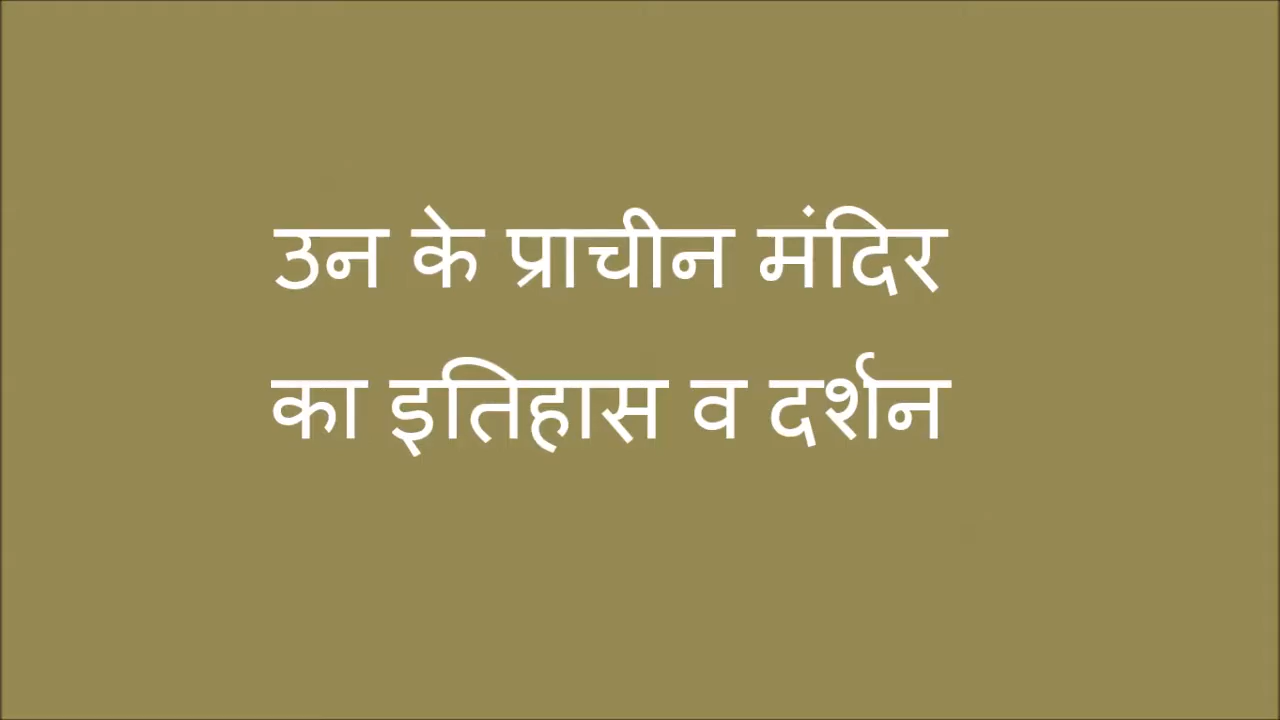 उन के प्राचीन मंदिर
का इतिहास व दर्शन